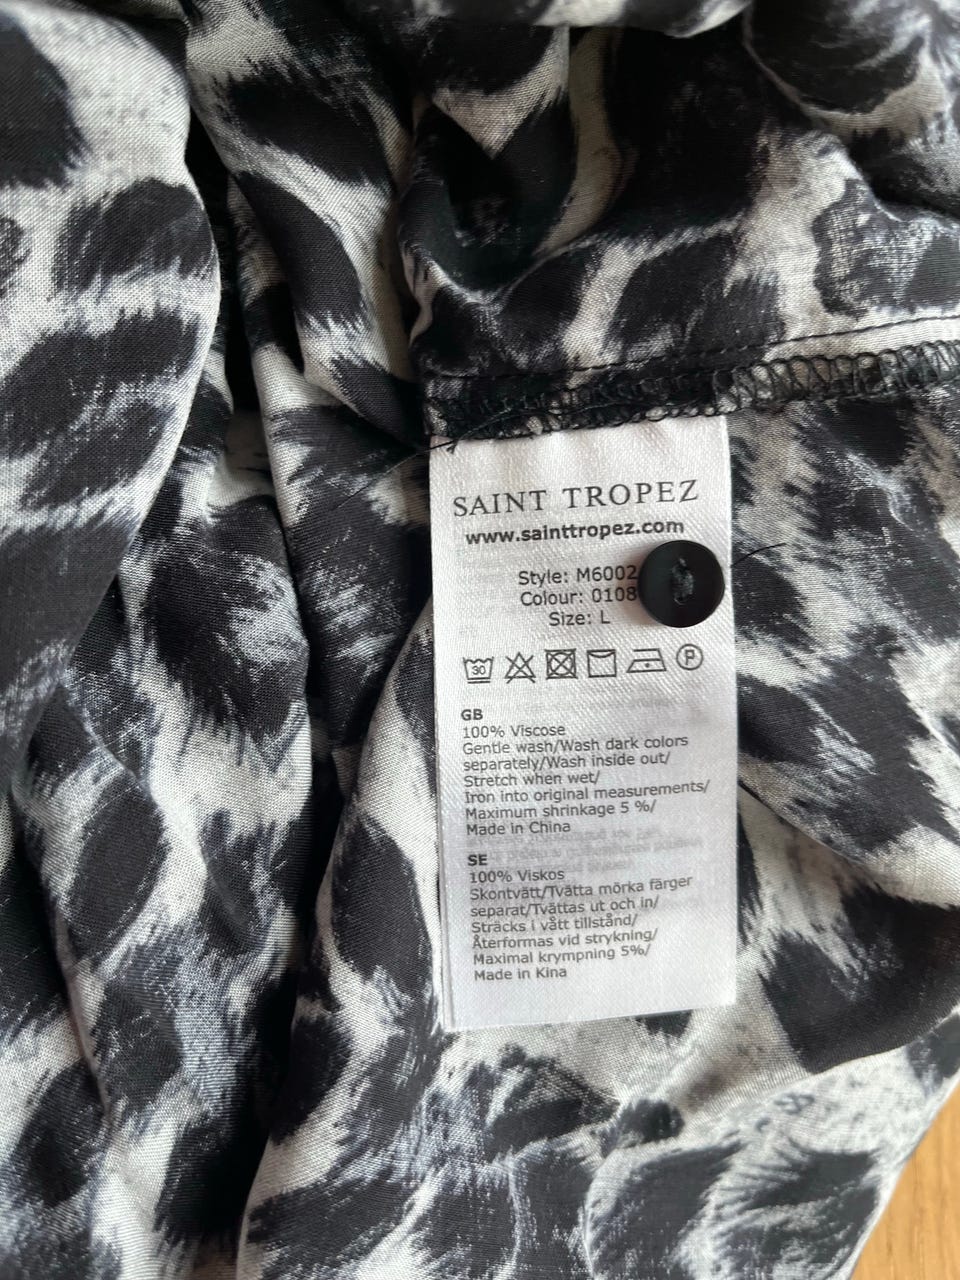 SAINT TROPEZ
www.sainttropez.com
Style: M6002
Colour: 0108
Size: L
30 P
GB
100% Viscose
Gentle wash/Wash dark colors
separately/Wash inside out/
Stretch when wet/
Iron into original measurements/
Maximum shrinkage 5 %/
Made in China
SE
100% Viskos
Skontvätt/Tvätta mörka färger
separat/Tvättas ut och in/
Sträcks i vått tillstånd/
Återformas vid strykning/
Maximal krympning 5%/
Made in Kina